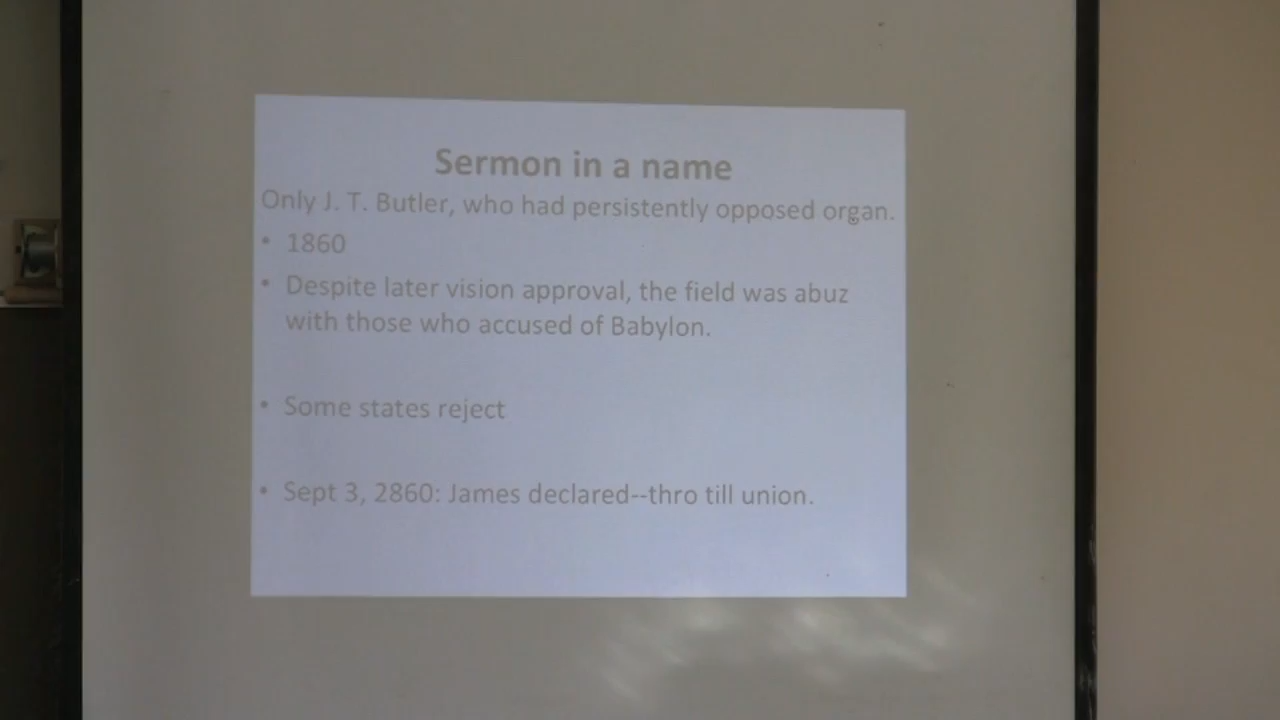 Sermon in a name
Only J. T. Butler, who had persistently opposed organ.
• 1860
• Despite later vision approval, the field was abuz
with those who accused of Babylon.
• Some states reject
• Sept 3, 2860: James declared--thro till union.